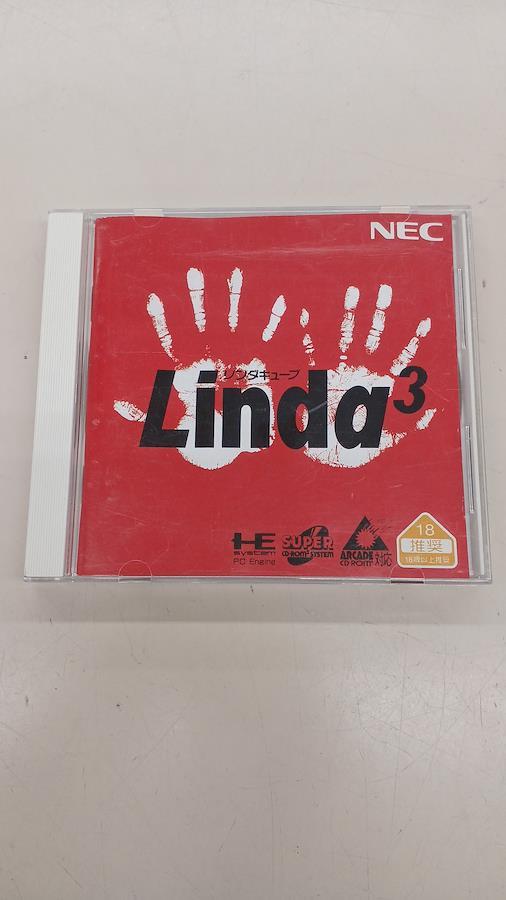 NEC
リンダキューブ
Linda³
HE
system
PC Engine
SUPER
CD-ROM² SYSTEM
ARCADE
CD-ROM²
対応
18
推奨
18歳以上推奨